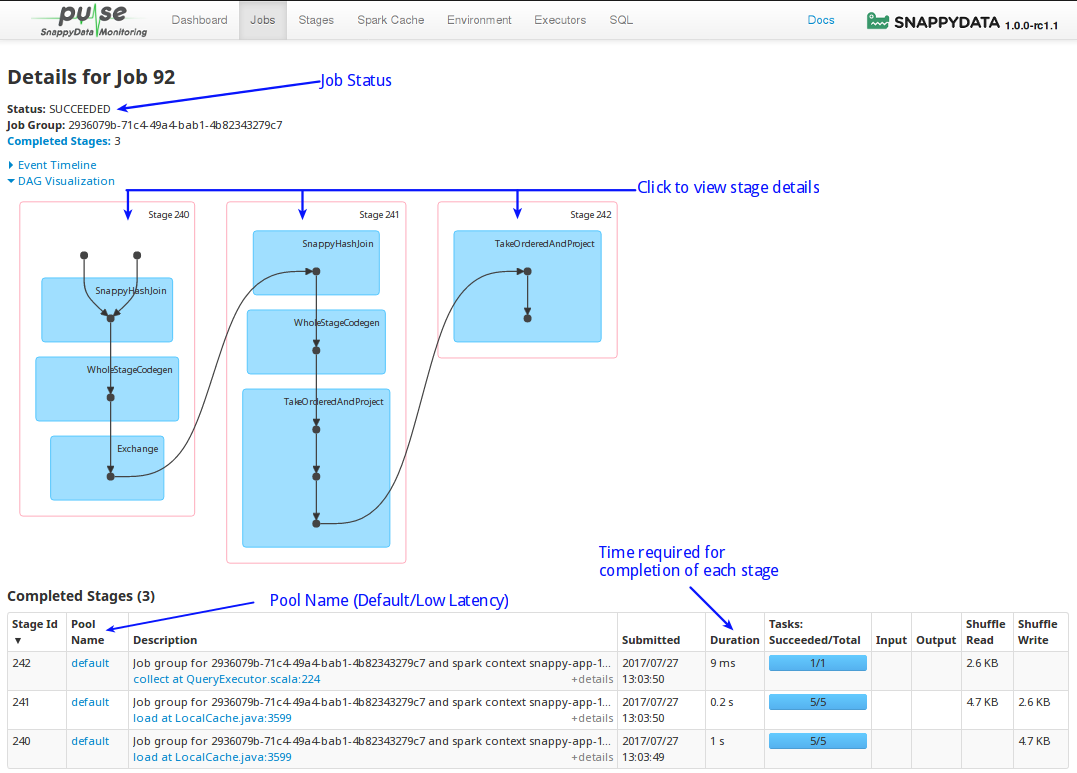 pulse
SnappyData Monitoring
Dashboard Jobs Stages Spark Cache Environment Executors SQL Docs SNAPPYDATA 1.0.0-rc1.1
Details for Job 92
Job Status
Status: SUCCEEDED
Job Group: 2936079b-71c4-49a4-bab1-4b82343279c7
Completed Stages: 3
Event Timeline
DAG Visualization
Click to view stage details
Stage 240
SnappyHashJoin
WholeStageCodegen
Exchange
Stage 241
SnappyHashJoin
WholeStageCodegen
TakeOrderedAndProject
Stage 242
TakeOrderedAndProject
Time required for
completion of each stage
Completed Stages (3)
Pool Name (Default/Low Latency)
Stage Id ▼ Pool Name Description Submitted Duration Tasks: Succeeded/Total Input Output Shuffle Read Shuffle Write
242 default Job group for 2936079b-71c4-49a4-bab1-4b82343279c7 and spark context snappy-app-1... 2017/07/27 9 ms 1/1 2.6 KB
collect at QueryExecutor.scala:224 +details 13:03:50
241 default Job group for 2936079b-71c4-49a4-bab1-4b82343279c7 and spark context snappy-app-1... 2017/07/27 0.2 s 5/5 4.7 KB 2.6 KB
load at LocalCache.java:3599 +details 13:03:50
240 default Job group for 2936079b-71c4-49a4-bab1-4b82343279c7 and spark context snappy-app-1... 2017/07/27 1 s 5/5 4.7 KB
load at LocalCache.java:3599 +details 13:03:49